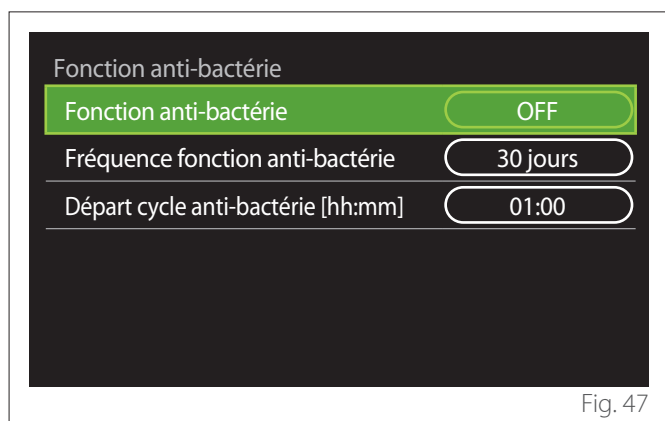 Fonction anti-bactérie
Fonction anti-bactérie OFF
Fréquence fonction anti-bactérie 30 jours
Départ cycle anti-bactérie [hh:mm] 01:00
Fig. 47